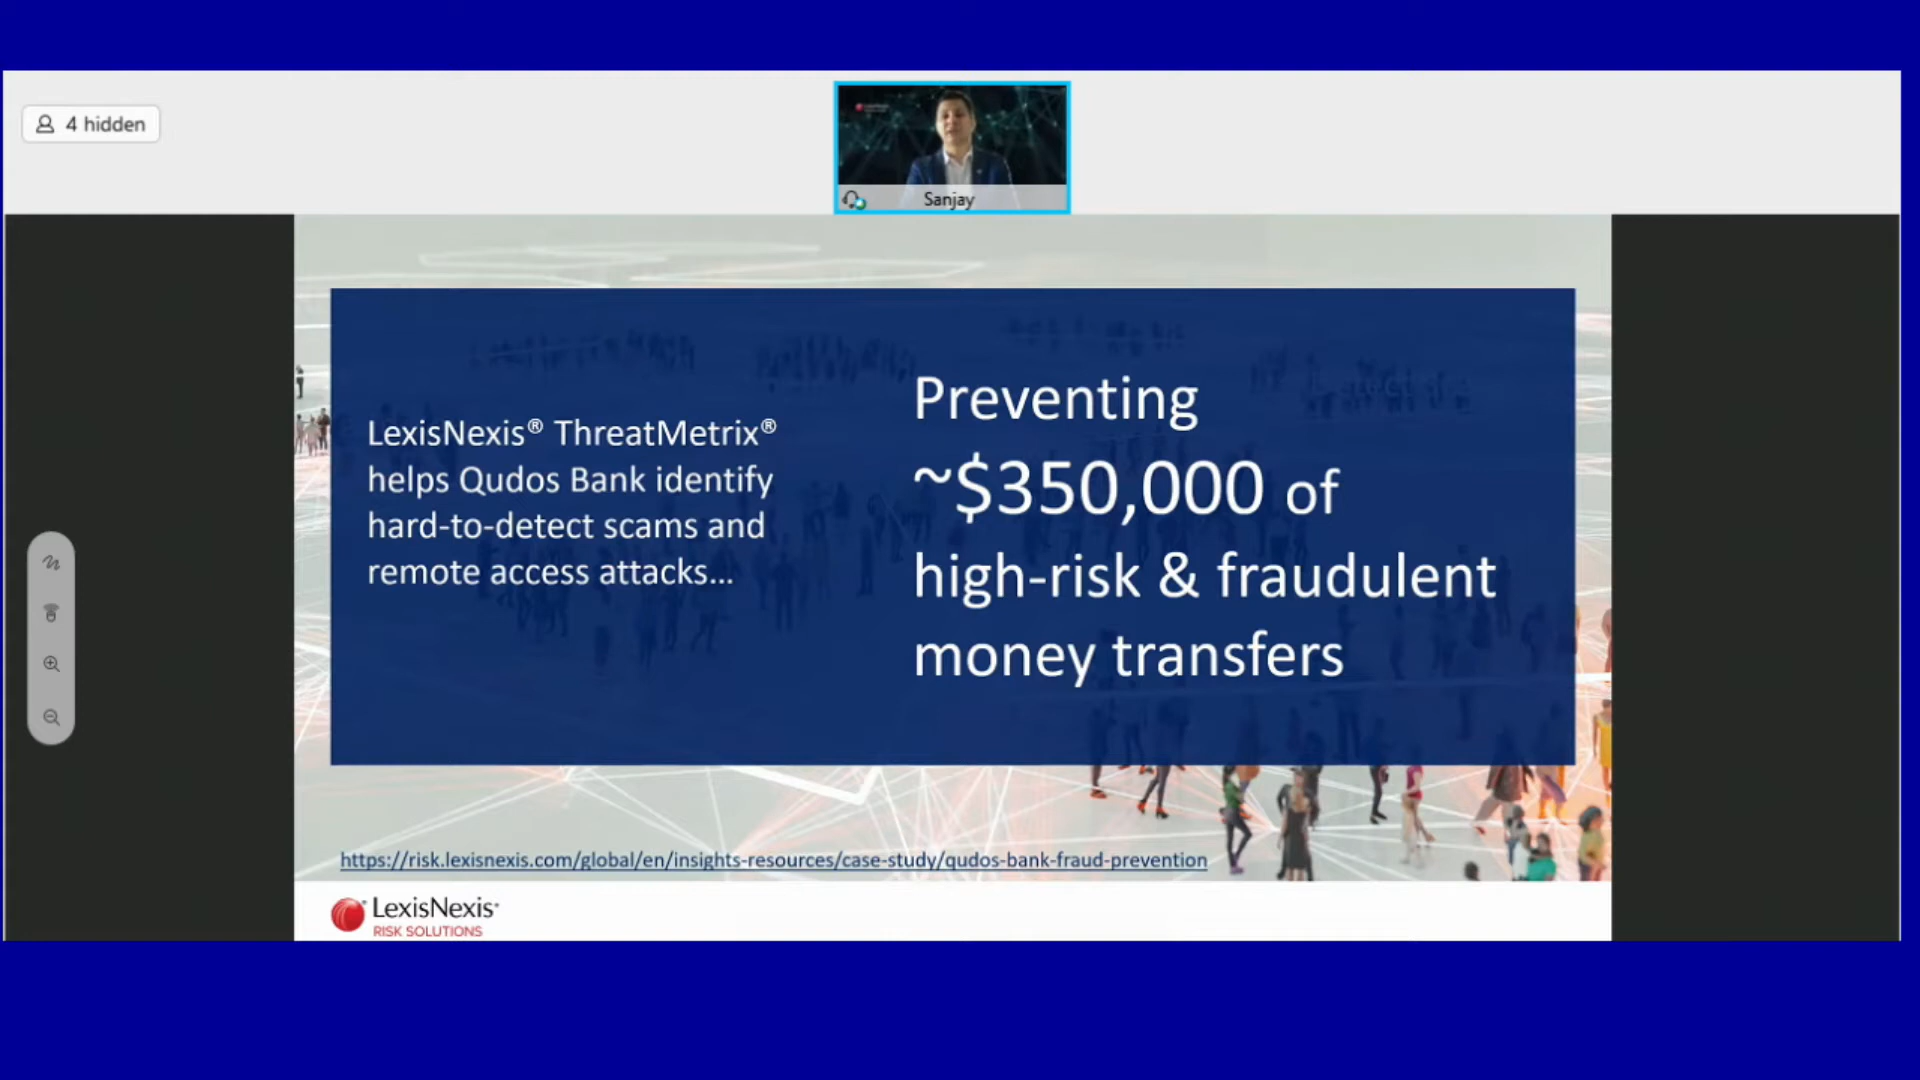 4 hidden
Sanjay
LexisNexis® ThreatMetrix®
helps Qudos Bank identify
hard-to-detect scams and
remote access attacks...
Preventing
~$350,000 of
high-risk & fraudulent
money transfers
https://risk.lexisnexis.com/global/en/insights-resources/case-study/qudos-bank-fraud-prevention
LexisNexis®
RISK SOLUTIONS